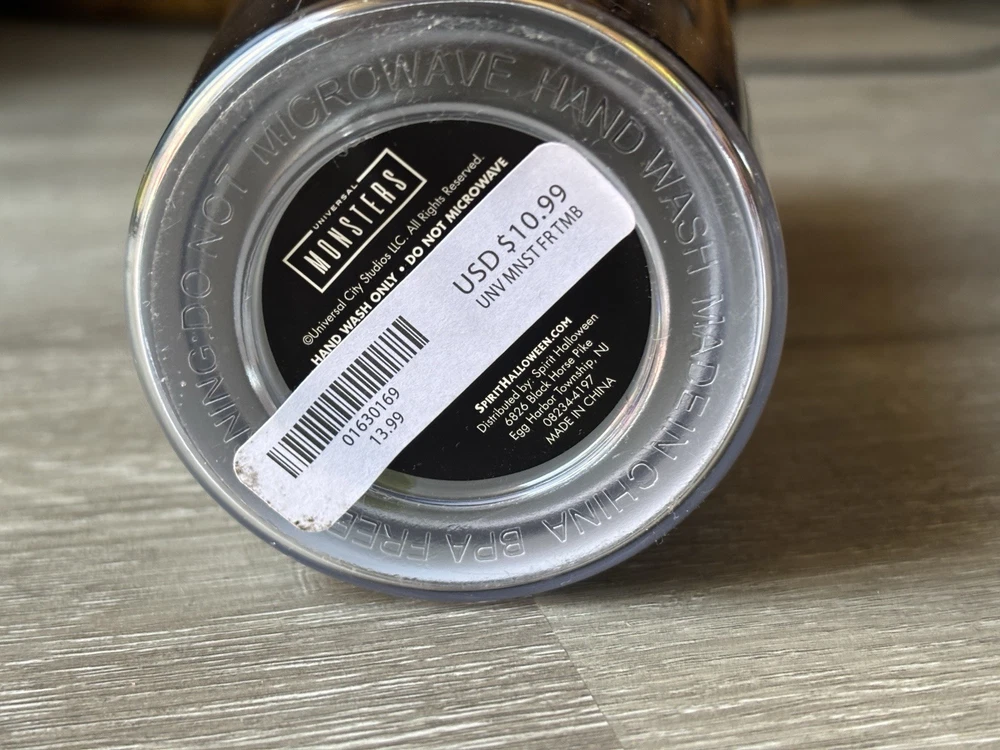 NING: DO NOT MICROWAVE HAND WASH MADE IN CHINA BPA FREE
UNIVERSAL
MONSTERS
©Universal City Studios LLC. All Rights Reserved.
HAND WASH ONLY • DO NOT MICROWAVE
USD $10.99
UNV MNST FR TMB
01630169
13.99
SPIRITHALLOWEEN.COM
Distributed by: Spirit Halloween
6826 Black Horse Pike
Egg Harbor Township, NJ
08234-4197
MADE IN CHINA